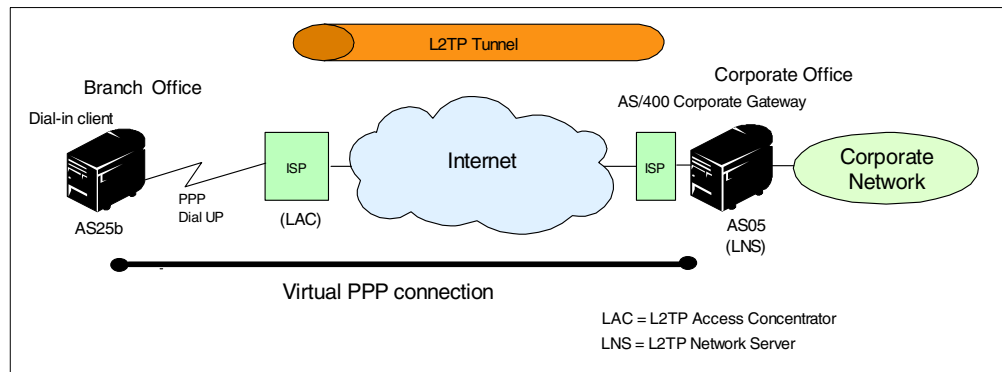 L2TP Tunnel
Branch Office
Corporate Office
Dial-in client
AS/400 Corporate Gateway
ISP
Internet
ISP
Corporate
Network
PPP
Dial UP
AS25b
(LAC)
AS05
(LNS)
Virtual PPP connection
LAC = L2TP Access Concentrator
LNS = L2TP Network Server